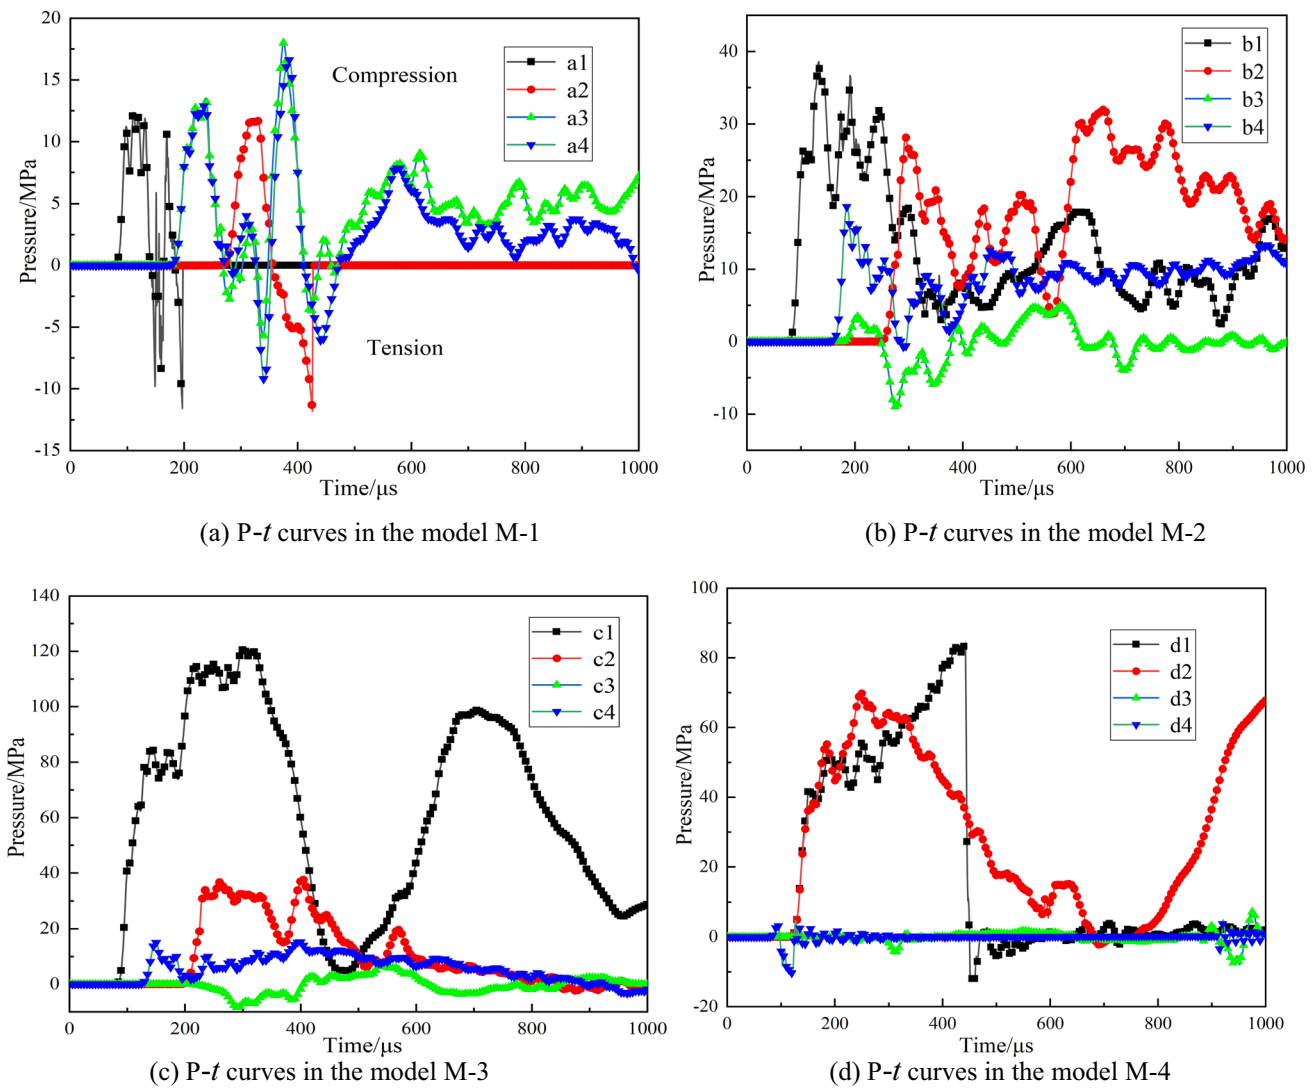 20
15
10
5
0
-5
-10
-15
Pressure/MPa
Compression
Tension
a1
a2
a3
a4
0 200 400 600 800 1000
Time/μs
(a) P-t curves in the model M-1
40
30
20
10
0
-10
Pressure/MPa
b1
b2
b3
b4
0 200 400 600 800 1000
Time/μs
(b) P-t curves in the model M-2
140
120
100
80
60
40
20
0
Pressure/MPa
c1
c2
c3
c4
0 200 400 600 800 1000
Time/μs
(c) P-t curves in the model M-3
100
80
60
40
20
0
-20
Pressure/MPa
d1
d2
d3
d4
0 200 400 600 800 1000
Time/μs
(d) P-t curves in the model M-4